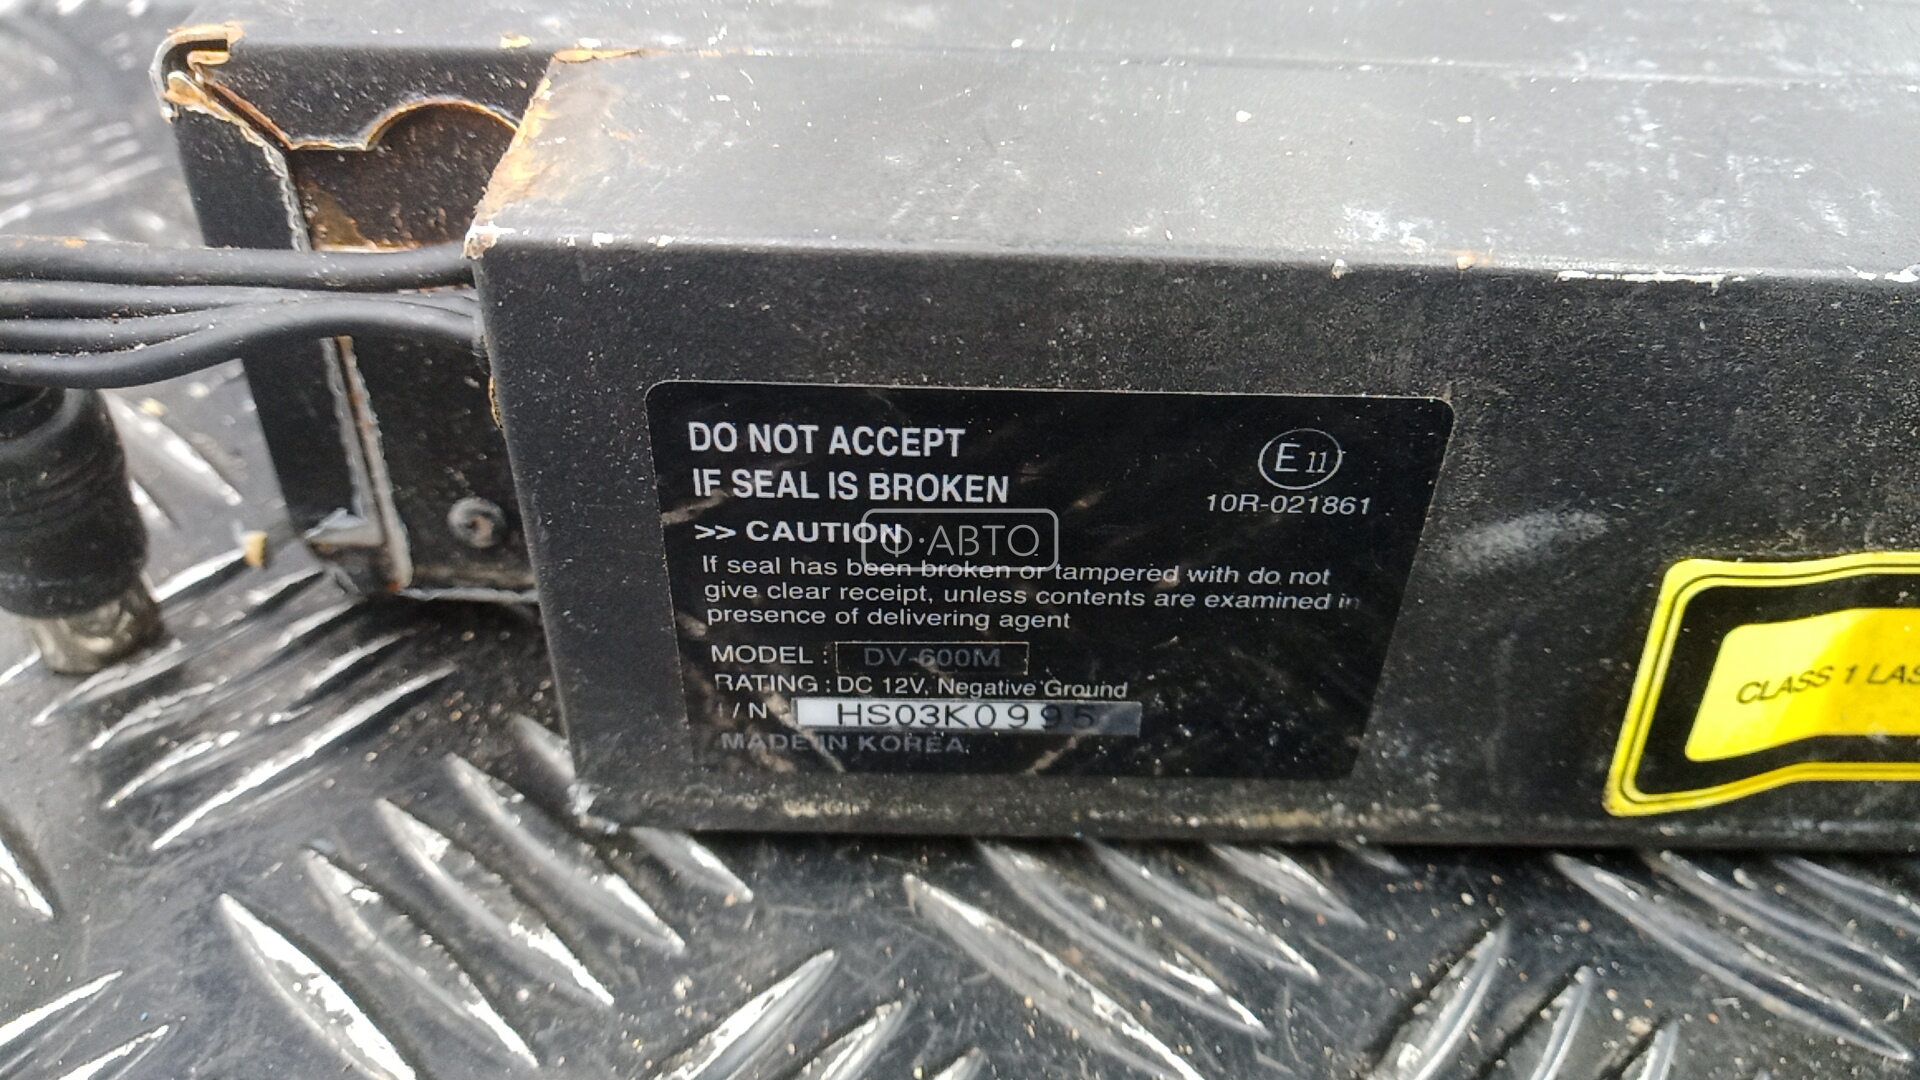 DO NOT ACCEPT
IF SEAL IS BROKEN
E 11
10R-021861
>> CAUTION
Ф·АВТО
If seal has been broken or tampered with do not
give clear receipt, unless contents are examined in
presence of delivering agent
MODEL : DV-600M
RATING : DC 12V, Negative Ground
/ N HS03K0995
MADE IN KOREA
CLASS 1 LAS